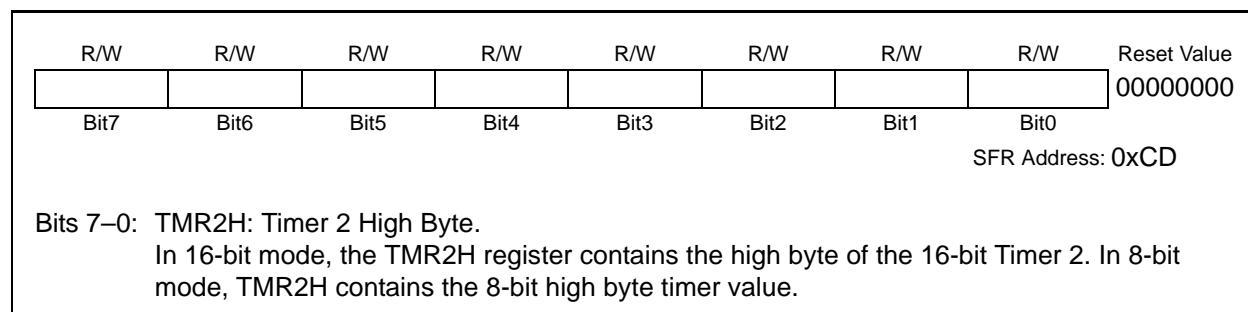 R/W R/W R/W R/W R/W R/W R/W R/W Reset Value
00000000
Bit7 Bit6 Bit5 Bit4 Bit3 Bit2 Bit1 Bit0
SFR Address: 0xCD
Bits 7–0: TMR2H: Timer 2 High Byte.
In 16-bit mode, the TMR2H register contains the high byte of the 16-bit Timer 2. In 8-bit
mode, TMR2H contains the 8-bit high byte timer value.